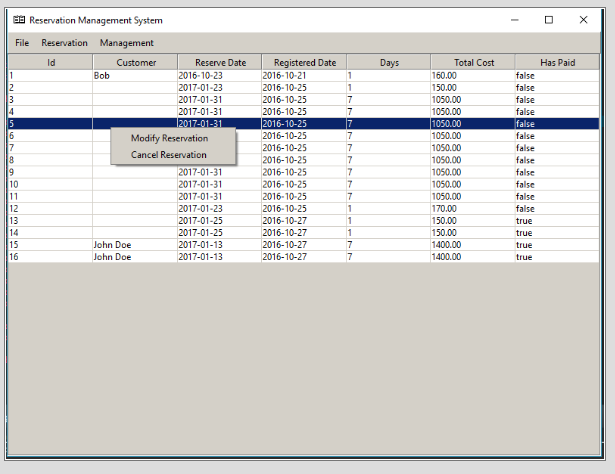 Reservation Management System
File Reservation Management
Id Customer Reserve Date Registered Date Days Total Cost Has Paid
1 Bob 2016-10-23 2016-10-21 1 160.00 false
2 2017-01-23 2016-10-25 1 150.00 false
3 2017-01-31 2016-10-25 7 1050.00 false
4 2017-01-31 2016-10-25 7 1050.00 false
5 2017-01-31 2016-10-25 7 1050.00 false
6 2016-10-25 7 1050.00 false
Modify Reservation
7 2016-10-25 7 1050.00 false
Cancel Reservation
8 2016-10-25 7 1050.00 false
9 2017-01-31 2016-10-25 7 1050.00 false
10 2017-01-31 2016-10-25 7 1050.00 false
11 2017-01-31 2016-10-25 7 1050.00 false
12 2017-01-23 2016-10-25 1 170.00 false
13 2017-01-25 2016-10-27 1 150.00 true
14 2017-01-25 2016-10-27 1 150.00 true
15 John Doe 2017-01-13 2016-10-27 7 1400.00 true
16 John Doe 2017-01-13 2016-10-27 7 1400.00 true